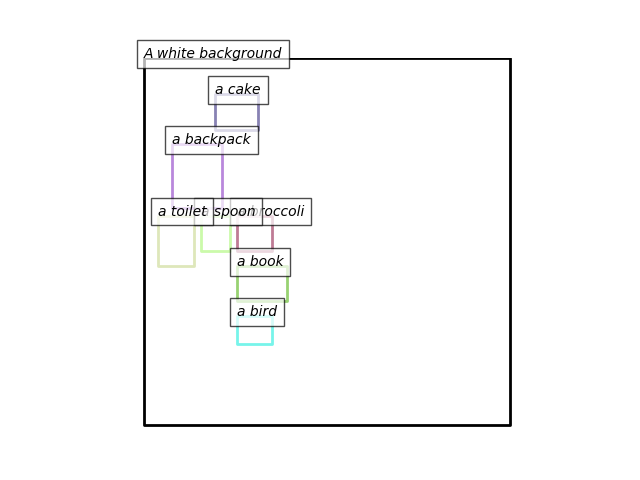 A white background
a cake
a backpack
a toilet
spoon
broccoli
a book
a bird